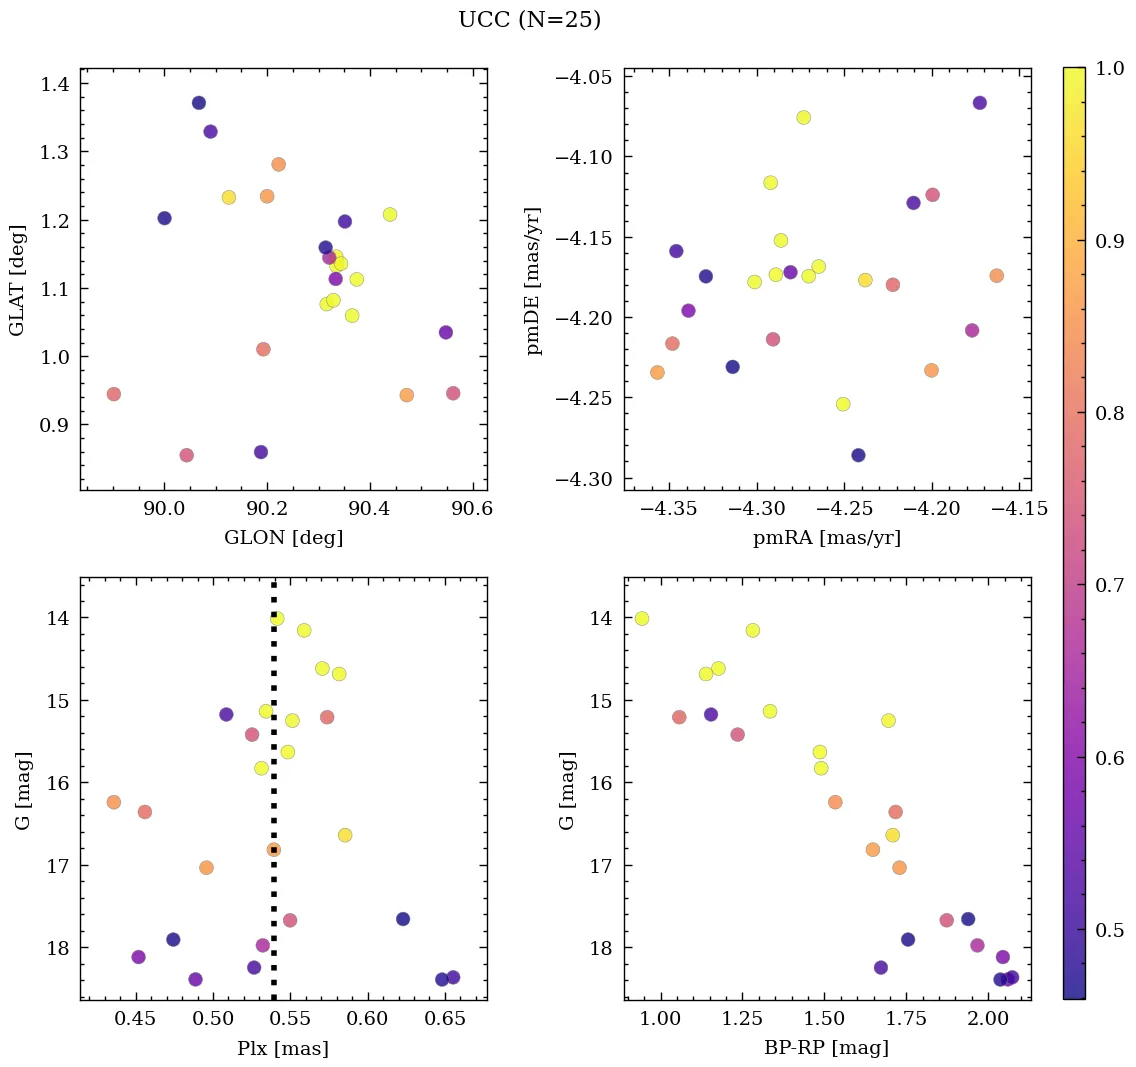 UCC (N=25)
1.4
1.3
1.2
1.1
1.0
0.9
GLAT [deg]
90.0 90.2 90.4 90.6
GLON [deg]
−4.05
−4.10
−4.15
−4.20
−4.25
−4.30
pmDE [mas/yr]
−4.35 −4.30 −4.25 −4.20 −4.15
pmRA [mas/yr]
14
15
16
17
18
G [mag]
0.45 0.50 0.55 0.60 0.65
Plx [mas]
14
15
16
17
18
G [mag]
1.00 1.25 1.50 1.75 2.00
BP-RP [mag]
1.0
0.9
0.8
0.7
0.6
0.5